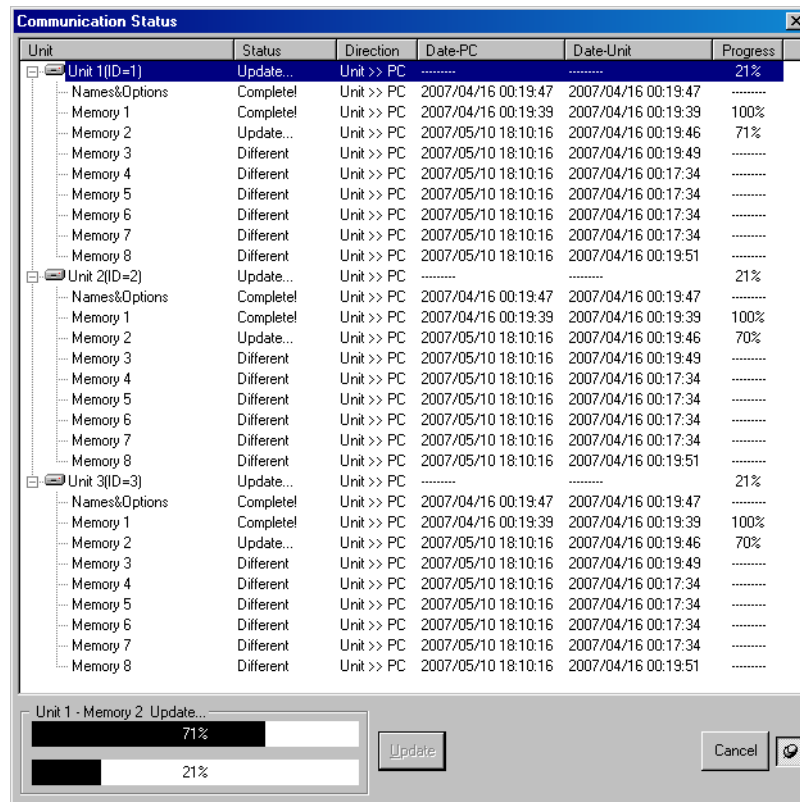 Communication Status
Unit Status Direction Date-PC Date-Unit Progress
Unit 1(ID=1) Update... Unit >> PC --------- --------- 21%
Names&Options Complete! Unit >> PC 2007/04/16 00:19:47 2007/04/16 00:19:47 ---------
Memory 1 Complete! Unit >> PC 2007/04/16 00:19:39 2007/04/16 00:19:39 100%
Memory 2 Update... Unit >> PC 2007/05/10 18:10:16 2007/04/16 00:19:46 71%
Memory 3 Different Unit >> PC 2007/05/10 18:10:16 2007/04/16 00:19:49 ---------
Memory 4 Different Unit >> PC 2007/05/10 18:10:16 2007/04/16 00:17:34 ---------
Memory 5 Different Unit >> PC 2007/05/10 18:10:16 2007/04/16 00:17:34 ---------
Memory 6 Different Unit >> PC 2007/05/10 18:10:16 2007/04/16 00:17:34 ---------
Memory 7 Different Unit >> PC 2007/05/10 18:10:16 2007/04/16 00:17:34 ---------
Memory 8 Different Unit >> PC 2007/05/10 18:10:16 2007/04/16 00:19:51 ---------
Unit 2(ID=2) Update... Unit >> PC --------- --------- 21%
Names&Options Complete! Unit >> PC 2007/04/16 00:19:47 2007/04/16 00:19:47 ---------
Memory 1 Complete! Unit >> PC 2007/04/16 00:19:39 2007/04/16 00:19:39 100%
Memory 2 Update... Unit >> PC 2007/05/10 18:10:16 2007/04/16 00:19:46 70%
Memory 3 Different Unit >> PC 2007/05/10 18:10:16 2007/04/16 00:19:49 ---------
Memory 4 Different Unit >> PC 2007/05/10 18:10:16 2007/04/16 00:17:34 ---------
Memory 5 Different Unit >> PC 2007/05/10 18:10:16 2007/04/16 00:17:34 ---------
Memory 6 Different Unit >> PC 2007/05/10 18:10:16 2007/04/16 00:17:34 ---------
Memory 7 Different Unit >> PC 2007/05/10 18:10:16 2007/04/16 00:17:34 ---------
Memory 8 Different Unit >> PC 2007/05/10 18:10:16 2007/04/16 00:19:51 ---------
Unit 3(ID=3) Update... Unit >> PC --------- --------- 21%
Names&Options Complete! Unit >> PC 2007/04/16 00:19:47 2007/04/16 00:19:47 ---------
Memory 1 Complete! Unit >> PC 2007/04/16 00:19:39 2007/04/16 00:19:39 100%
Memory 2 Update... Unit >> PC 2007/05/10 18:10:16 2007/04/16 00:19:46 70%
Memory 3 Different Unit >> PC 2007/05/10 18:10:16 2007/04/16 00:19:49 ---------
Memory 4 Different Unit >> PC 2007/05/10 18:10:16 2007/04/16 00:17:34 ---------
Memory 5 Different Unit >> PC 2007/05/10 18:10:16 2007/04/16 00:17:34 ---------
Memory 6 Different Unit >> PC 2007/05/10 18:10:16 2007/04/16 00:17:34 ---------
Memory 7 Different Unit >> PC 2007/05/10 18:10:16 2007/04/16 00:17:34 ---------
Memory 8 Different Unit >> PC 2007/05/10 18:10:16 2007/04/16 00:19:51 ---------
Unit 1 - Memory 2 Update...
71%
21%
Update
Cancel